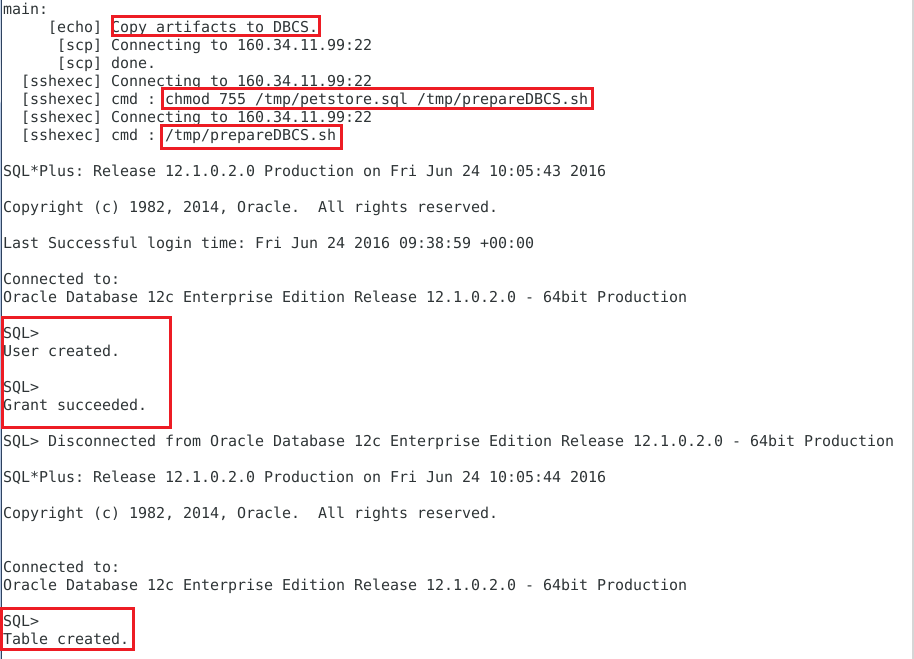 main:
     [echo] Copy artifacts to DBCS.
      [scp] Connecting to 160.34.11.99:22
      [scp] done.
  [sshexec] Connecting to 160.34.11.99:22
  [sshexec] cmd : chmod 755 /tmp/petstore.sql /tmp/prepareDBCS.sh
  [sshexec] Connecting to 160.34.11.99:22
  [sshexec] cmd : /tmp/prepareDBCS.sh
SQL*Plus: Release 12.1.0.2.0 Production on Fri Jun 24 10:05:43 2016
Copyright (c) 1982, 2014, Oracle.  All rights reserved.
Last Successful login time: Fri Jun 24 2016 09:38:59 +00:00
Connected to:
Oracle Database 12c Enterprise Edition Release 12.1.0.2.0 - 64bit Production
SQL>
User created.
SQL>
Grant succeeded.
SQL> Disconnected from Oracle Database 12c Enterprise Edition Release 12.1.0.2.0 - 64bit Production
SQL*Plus: Release 12.1.0.2.0 Production on Fri Jun 24 10:05:44 2016
Copyright (c) 1982, 2014, Oracle.  All rights reserved.
Connected to:
Oracle Database 12c Enterprise Edition Release 12.1.0.2.0 - 64bit Production
SQL>
Table created.